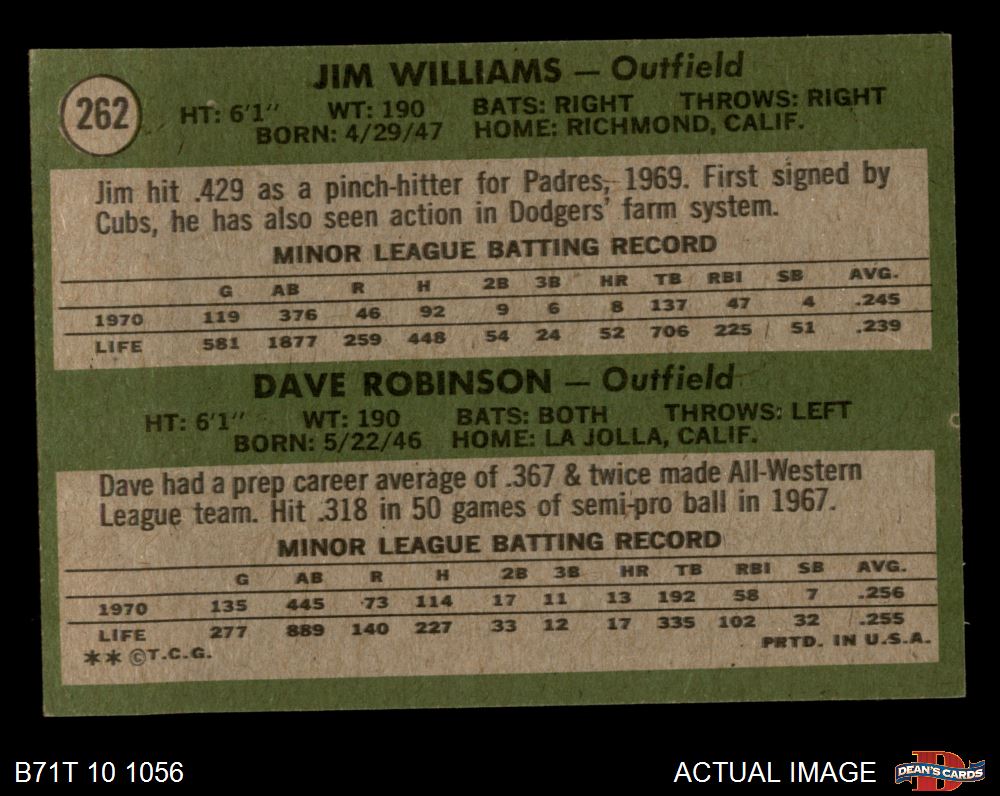 262
JIM WILLIAMS — Outfield
HT: 6'1" WT: 190 BATS: RIGHT THROWS: RIGHT
BORN: 4/29/47 HOME: RICHMOND, CALIF.
Jim hit .429 as a pinch-hitter for Padres, 1969. First signed by
Cubs, he has also seen action in Dodgers' farm system.
MINOR LEAGUE BATTING RECORD
G AB R H 2B 3B HR TB RBI SB AVG.
1970 119 376 46 92 9 6 8 137 47 4 .245
LIFE 581 1877 259 448 54 24 52 706 225 51 .239
DAVE ROBINSON — Outfield
HT: 6'1" WT: 190 BATS: BOTH THROWS: LEFT
BORN: 5/22/46 HOME: LA JOLLA, CALIF.
Dave had a prep career average of .367 & twice made All-Western
League team. Hit .318 in 50 games of semi-pro ball in 1967.
MINOR LEAGUE BATTING RECORD
G AB R H 2B 3B HR TB RBI SB AVG.
1970 135 445 73 114 17 11 13 192 58 7 .256
LIFE 277 889 140 227 33 12 17 335 102 32 .255
** ©T.C.G. PRTD. IN U.S.A.
B71T 10 1056 ACTUAL IMAGE DEAN'S CARDS